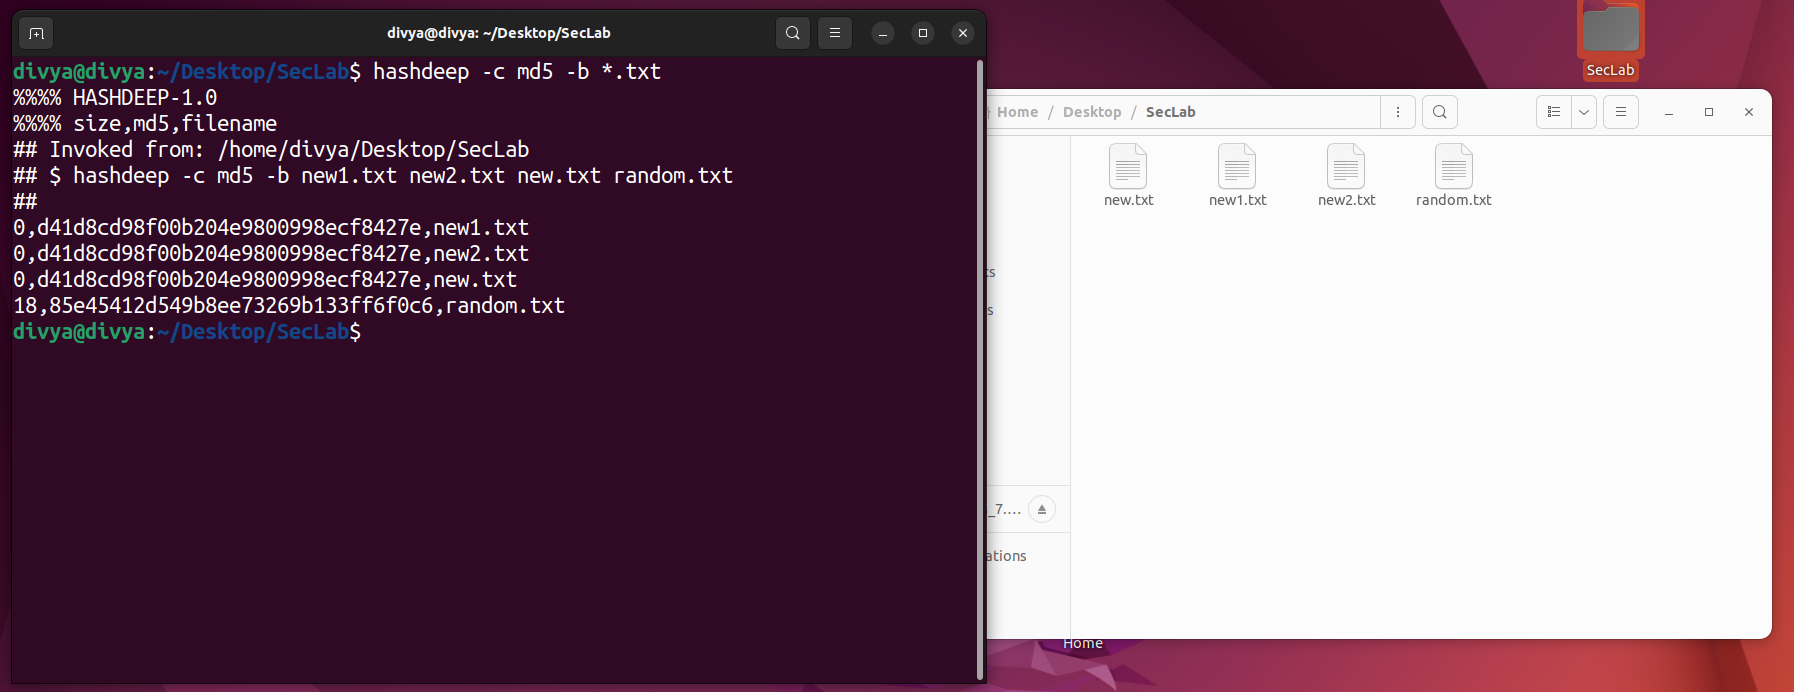 divya@divya: ~/Desktop/SecLab
divya@divya:~/Desktop/SecLab$ hashdeep -c md5 -b *.txt
%%%% HASHDEEP-1.0
%%%% size,md5,filename
## Invoked from: /home/divya/Desktop/SecLab
## $ hashdeep -c md5 -b new1.txt new2.txt new.txt random.txt
##
0,d41d8cd98f00b204e9800998ecf8427e,new1.txt
0,d41d8cd98f00b204e9800998ecf8427e,new2.txt
0,d41d8cd98f00b204e9800998ecf8427e,new.txt
18,85e45412d549b8ee73269b133ff6f0c6,random.txt
divya@divya:~/Desktop/SecLab$
SecLab
Home / Desktop / SecLab
new.txt new1.txt new2.txt random.txt
_7....
ations
Home